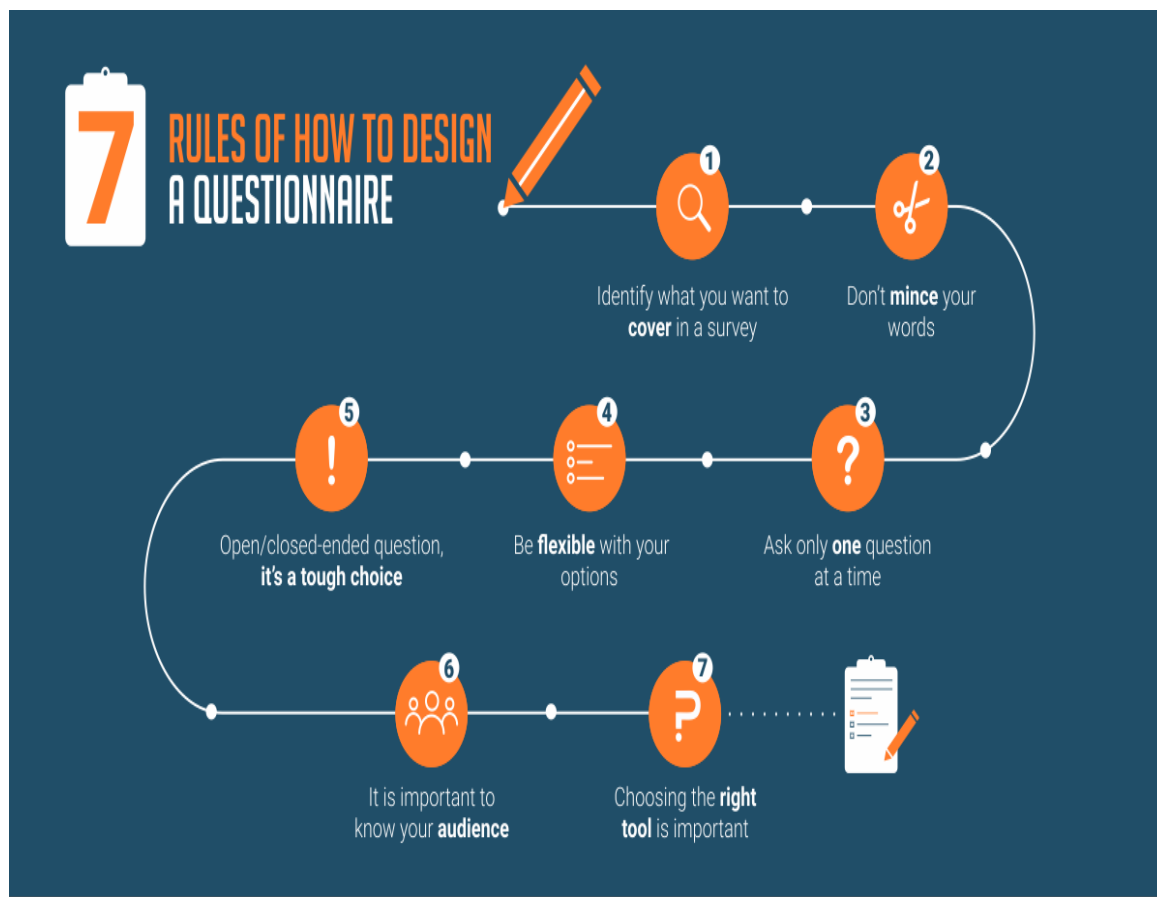 7
RULES OF HOW TO DESIGN
A QUESTIONNAIRE
1
Identify what you want to
cover in a survey
2
Don't mince your
words
3
?
Ask only one question
at a time
4
Be flexible with your
options
5
!
Open/closed-ended question,
it's a tough choice
6
It is important to
know your audience
7
?
Choosing the right
tool is important